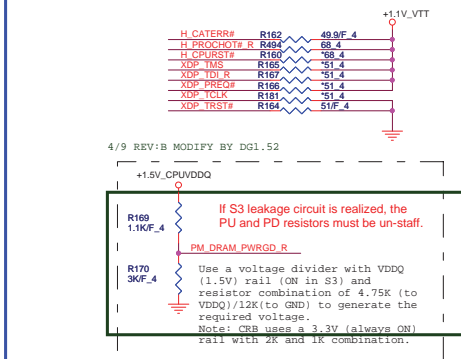 +1.1V_VTT
H_CATERR# R162 49.9/F_4
H_PROCHOT#_R R494 68_4
H_CPURST# R160 *68_4
XDP_TMS R165 *51_4
XDP_TDI_R R167 *51_4
XDP_PREQ# R166 *51_4
XDP_TCLK R181 *51_4
XDP_TRST# R164 51/F_4
4/9 REV:B MODIFY BY DG1.52
+1.5V_CPUVDDQ
If S3 leakage circuit is realized, the
PU and PD resistors must be un-staff.
R169
1.1K/F_4
PM_DRAM_PWRGD_R
R170
3K/F_4
Use a voltage divider with VDDQ
(1.5V) rail (ON in S3) and
resistor combination of 4.75K (to
VDDQ)/12K(to GND) to generate the
required voltage.
Note: CRB uses a 3.3V (always ON)
rail with 2K and 1K combination.